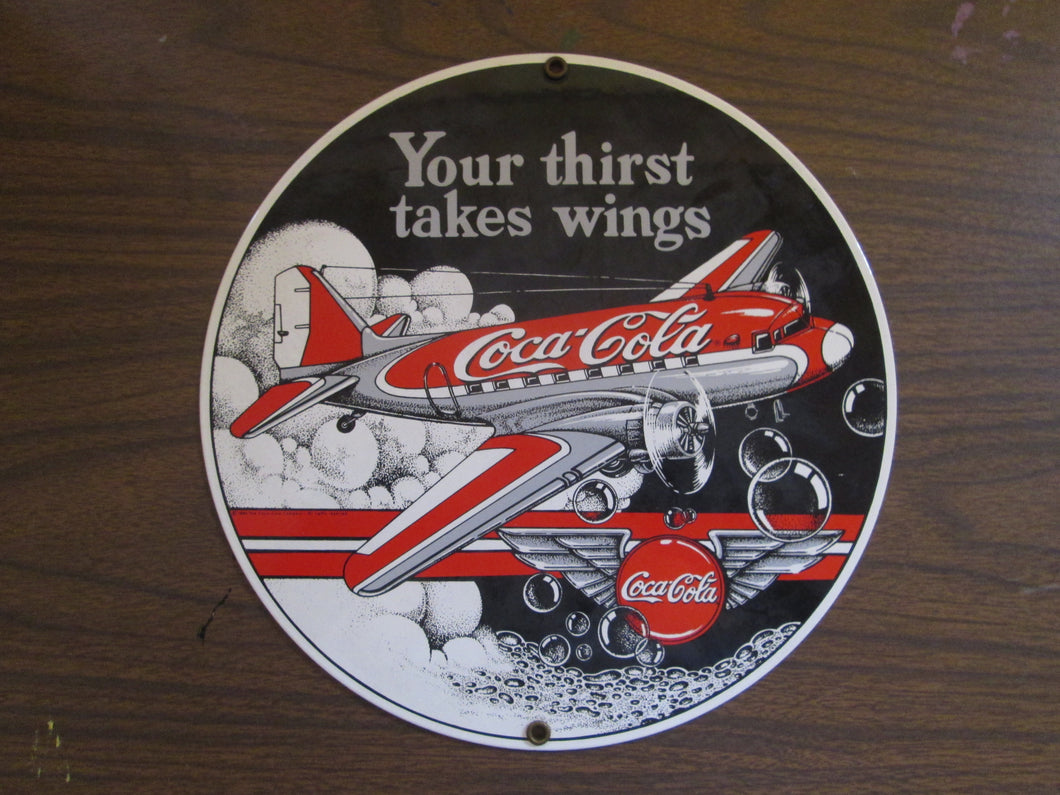 Your thirst
takes wings
Coca-Cola
Coca-Cola